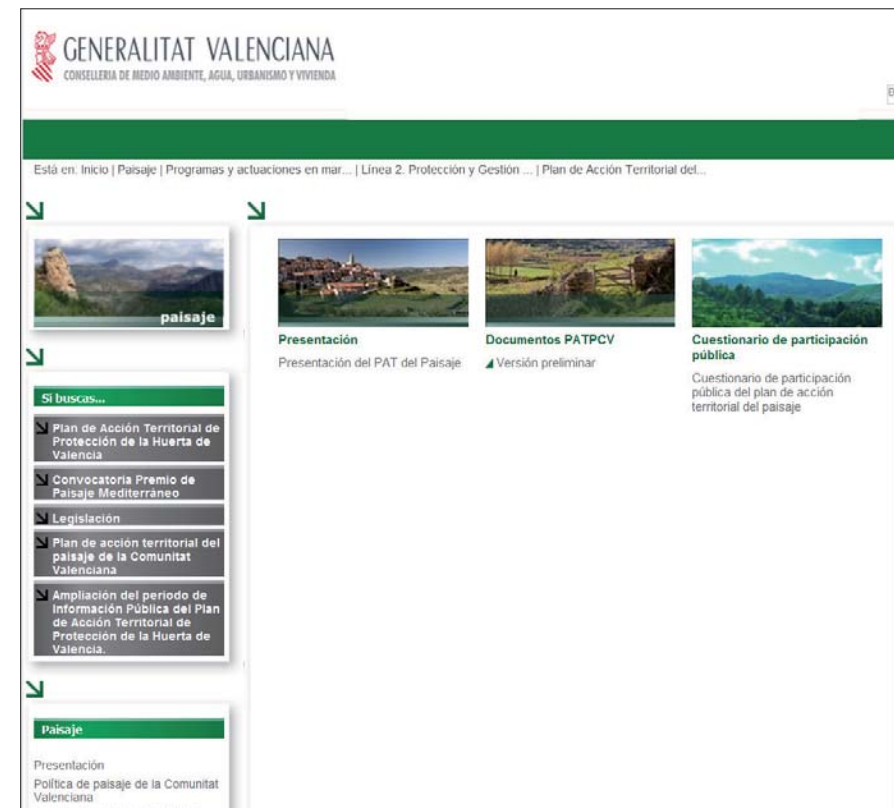 GENERALITAT VALENCIANA
CONSELLERIA DE MEDIO AMBIENTE, AGUA, URBANISMO Y VIVIENDA
Está en: Inicio | Paisaje | Programas y actuaciones en mar... | Línea 2. Protección y Gestión ... | Plan de Acción Territorial del...
paisaje
Si buscas...
Plan de Acción Territorial de
Protección de la Huerta de
Valencia
Convocatoria Premio de
Paisaje Mediterráneo
Legislación
Plan de acción territorial del
paisaje de la Comunitat
Valenciana
Ampliación del periodo de
Información Pública del Plan
de Acción Territorial de
Protección de la Huerta de
Valencia.
Paisaje
Presentación
Política de paisaje de la Comunitat
Valenciana
Presentación
Presentación del PAT del Paisaje
Documentos PATPCV
Versión preliminar
Cuestionario de participación
pública
Cuestionario de participación
pública del plan de acción
territorial del paisaje